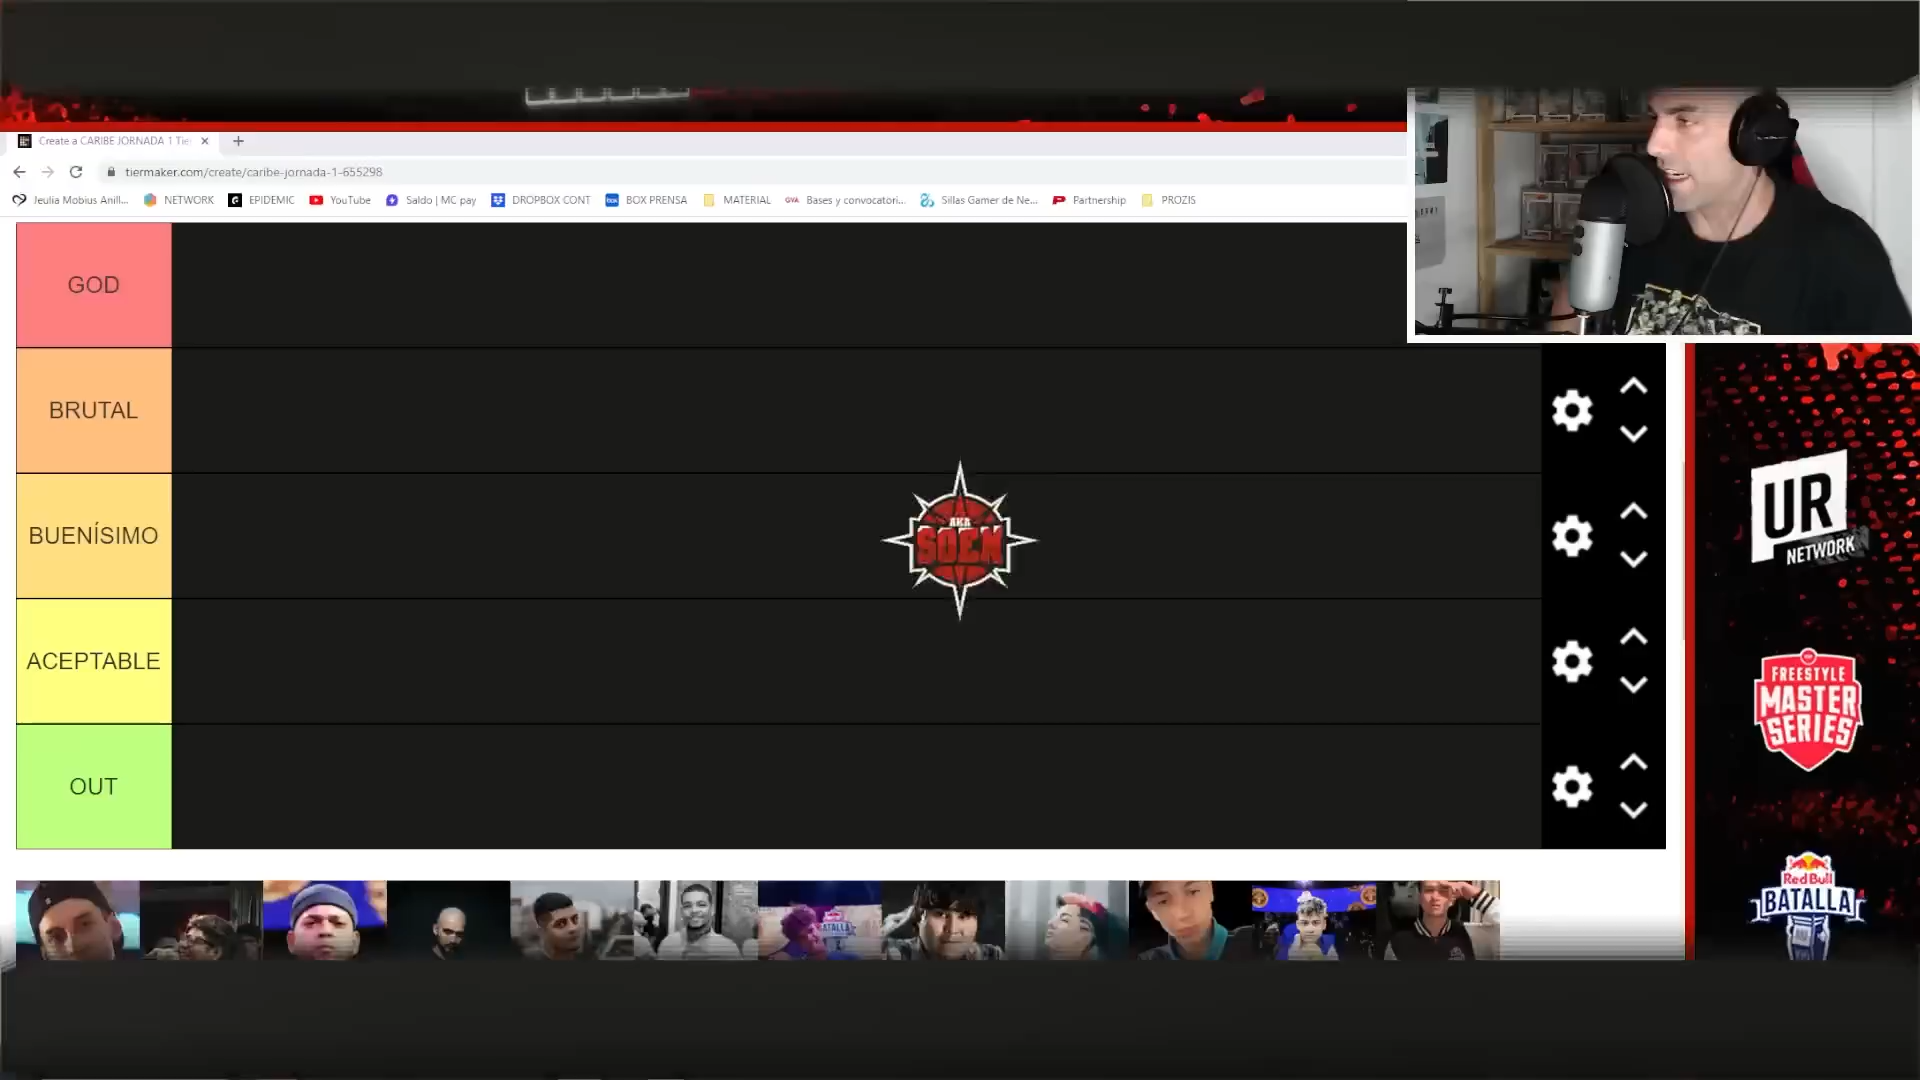 Create a CARIBE JORNADA 1 Tie
tiermaker.com/create/caribe-jornada-1-655298
Jeulia Mobius Anill...
NETWORK
EPIDEMIC
YouTube
Saldo | MC pay
DROPBOX CONT
BOX PRENSA
MATERIAL
GVA
Bases y convocatori...
Sillas Gamer de Ne...
Partnership
PROZIS
GOD
BRUTAL
BUENÍSIMO
ACEPTABLE
OUT
AKA
SOEN
UR
NETWORK
FREESTYLE
MASTER
SERIES
Red Bull
BATALLA
BATALLA